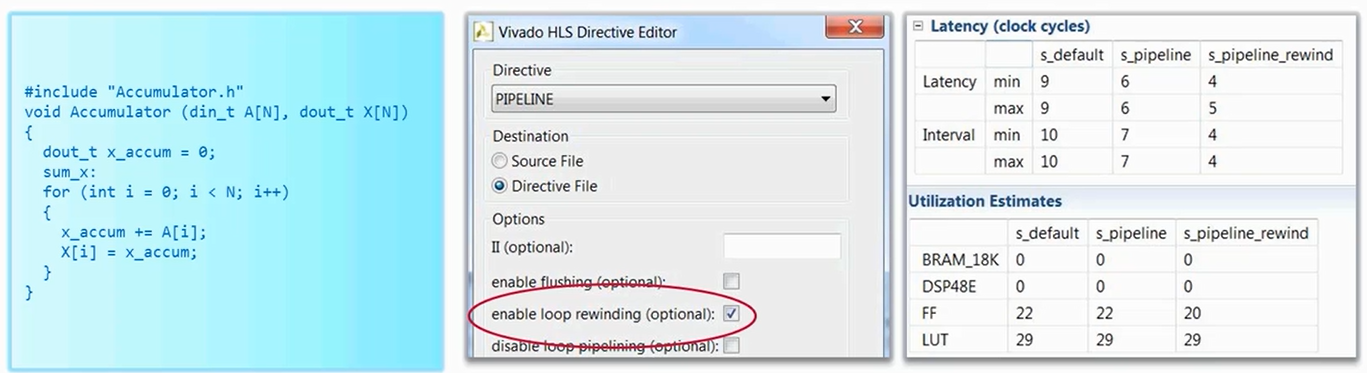 #include "Accumulator.h"
void Accumulator (din_t A[N], dout_t X[N])
{
dout_t x_accum = 0;
sum_x:
for (int i = 0; i < N; i++)
{
x_accum += A[i];
X[i] = x_accum;
}
}
Vivado HLS Directive Editor
Directive
PIPELINE
Destination
Source File
Directive File
Options
II (optional):
enable flushing (optional):
enable loop rewinding (optional):
disable loop pipelining (optional):
Latency (clock cycles)
s_default s_pipeline s_pipeline_rewind
Latency min 9 6 4
max 9 6 5
Interval min 10 7 4
max 10 7 4
Utilization Estimates
s_default s_pipeline s_pipeline_rewind
BRAM_18K 0 0 0
DSP48E 0 0 0
FF 22 22 20
LUT 29 29 29